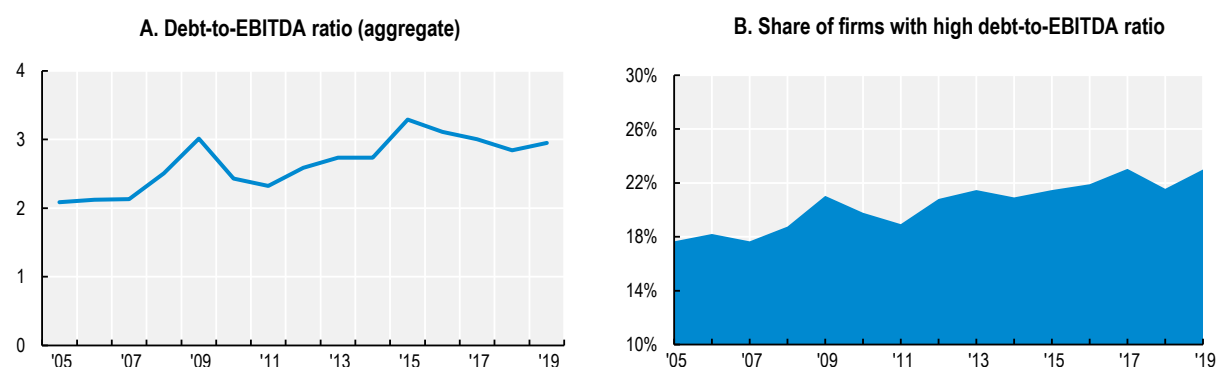 A. Debt-to-EBITDA ratio (aggregate)
4
3
2
1
0
'05 '07 '09 '11 '13 '15 '17 '19
B. Share of firms with high debt-to-EBITDA ratio
30%
26%
22%
18%
14%
10%
'05 '07 '09 '11 '13 '15 '17 '19